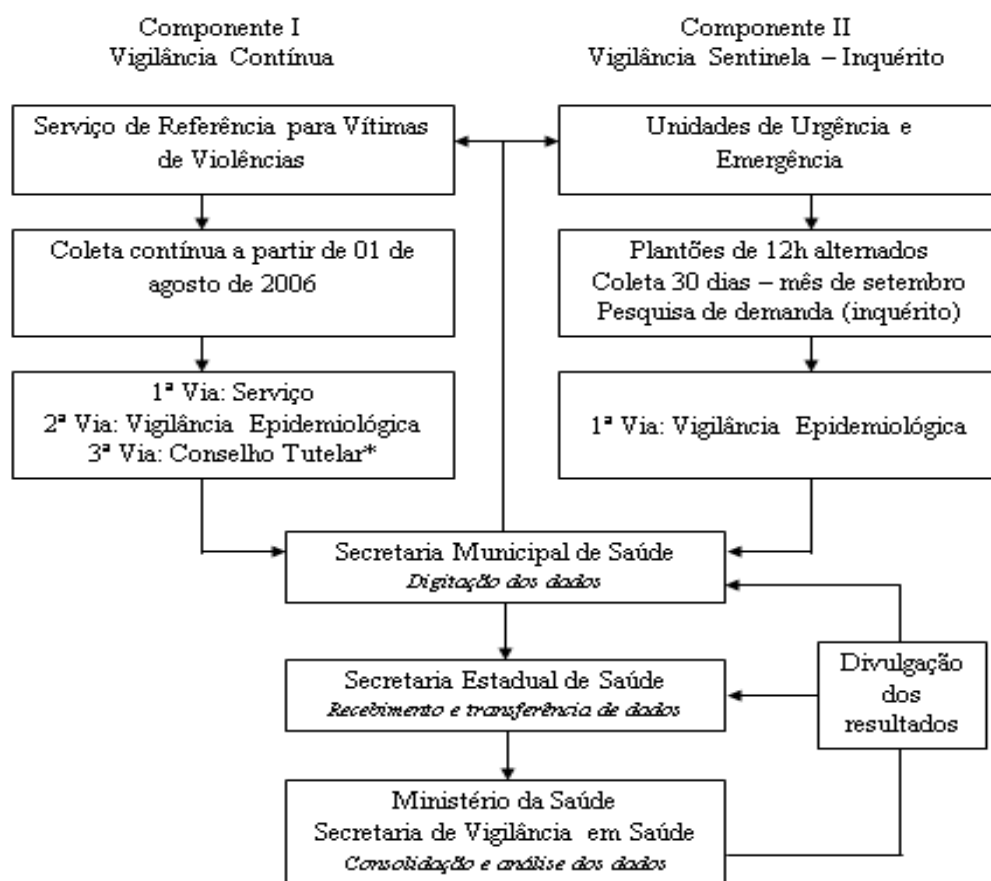 Componente I
Vigilância Contínua
Componente II
Vigilância Sentinela – Inquérito
Serviço de Referência para Vítimas
de Violências
Unidades de Urgência e
Emergência
Coleta contínua a partir de 01 de
agosto de 2006
Plantões de 12h alternados
Coleta 30 dias – mês de setembro
Pesquisa de demanda (inquérito)
1ª Via: Serviço
2ª Via: Vigilância Epidemiológica
3ª Via: Conselho Tutelar*
1ª Via: Vigilância Epidemiológica
Secretaria Municipal de Saúde
Digitação dos dados
Secretaria Estadual de Saúde
Recebimento e transferência de dados
Divulgação
dos
resultados
Ministério da Saúde
Secretaria de Vigilância em Saúde
Consolidação e análise dos dados